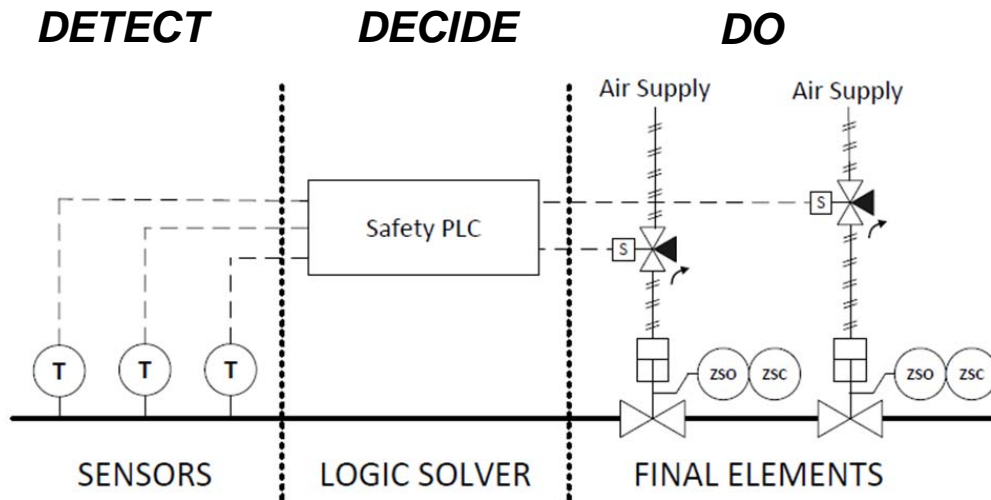 DETECT DECIDE DO
Air Supply Air Supply
Safety PLC
S
S
T T T
ZSO ZSC ZSO ZSC
SENSORS LOGIC SOLVER FINAL ELEMENTS